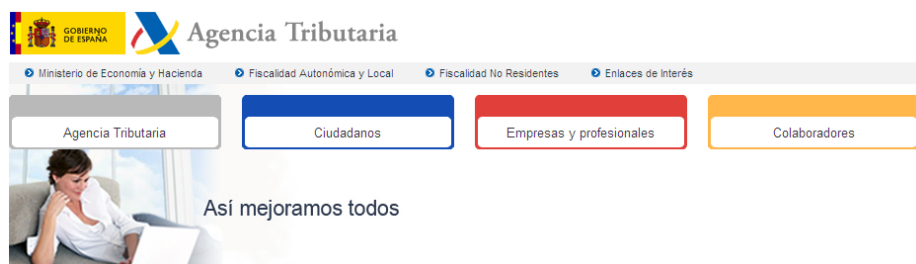 GOBIERNO
DE ESPAÑA
Agencia Tributaria
Ministerio de Economía y Hacienda Fiscalidad Autonómica y Local Fiscalidad No Residentes Enlaces de Interés
Agencia Tributaria Ciudadanos Empresas y profesionales Colaboradores
Así mejoramos todos